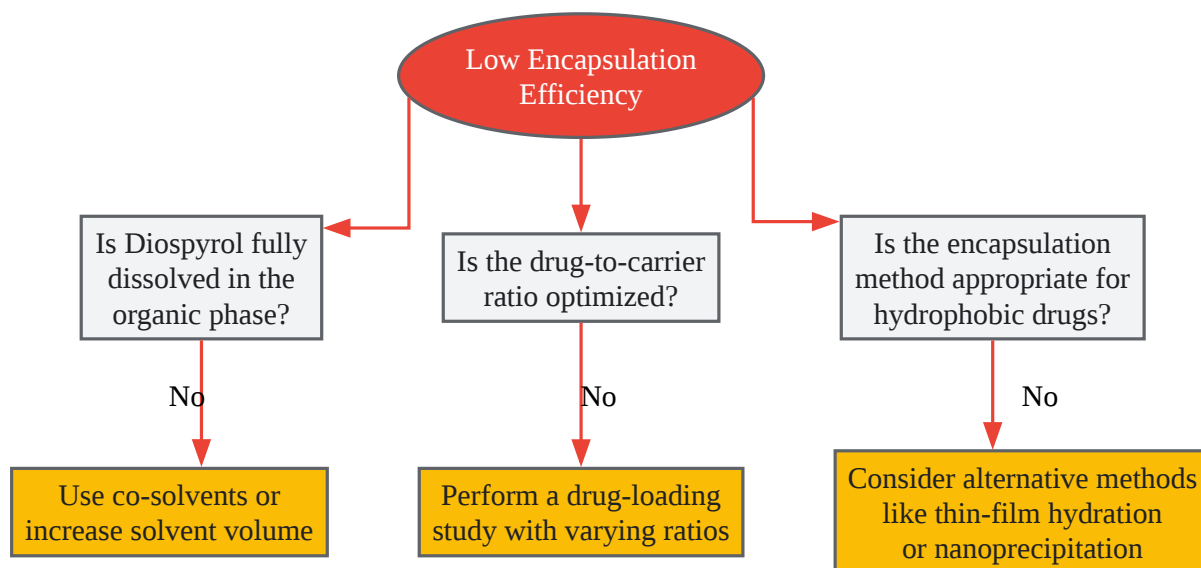 Low Encapsulation
Efficiency
Is Diospyrol fully
dissolved in the
organic phase?
Is the drug-to-carrier
ratio optimized?
Is the encapsulation
method appropriate for
hydrophobic drugs?
No
No
No
Use co-solvents or
increase solvent volume
Perform a drug-loading
study with varying ratios
Consider alternative methods
like thin-film hydration
or nanoprecipitation